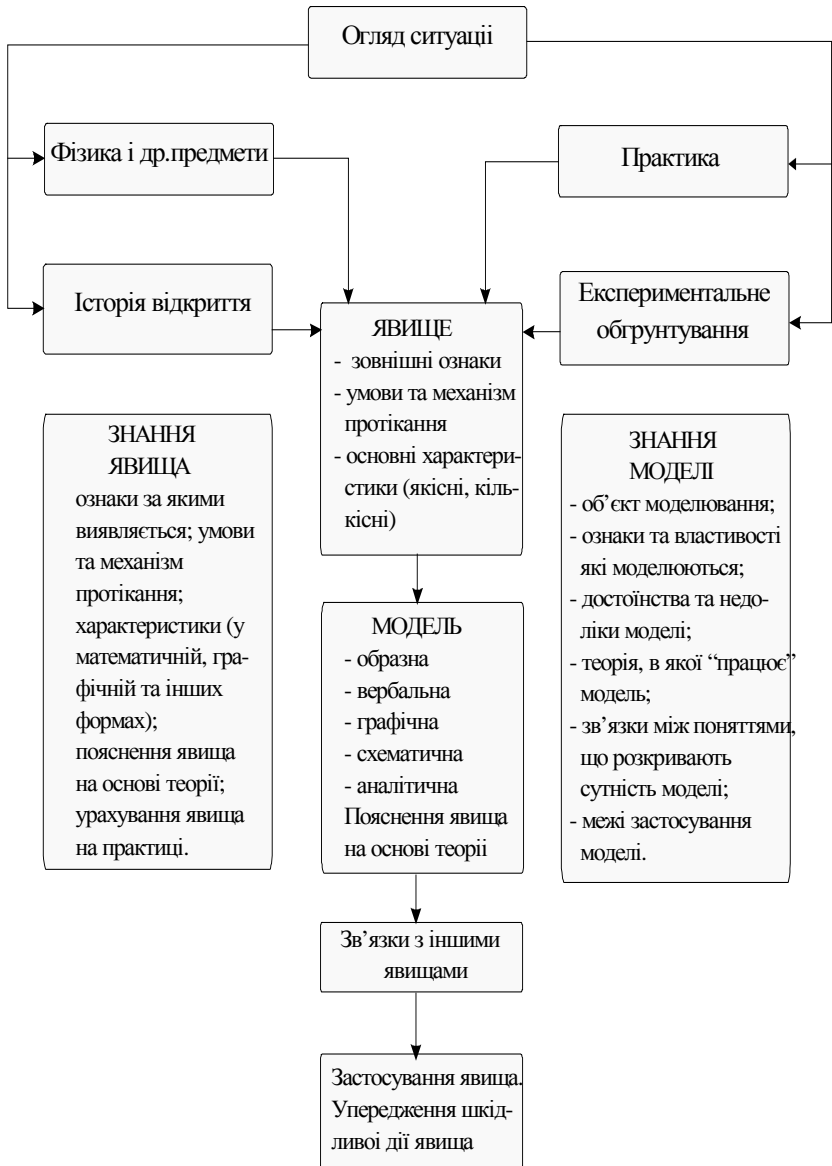 Огляд ситуаціі
Фізика і др.предмети
Практика
Історія відкриття
Експериментальне
обгрунтування
ЯВИЩЕ
- зовнішні ознаки
- умови та механізм
протікання
- основні характери-
стики (якісні, кіль-
кісні)
ЗНАННЯ
ЯВИЩА
ознаки за якими
виявляється; умови
та механізм
протікання;
характеристики (у
математичній, гра-
фічній та інших
формах);
пояснення явища
на основі теорії;
урахування явища
на практиці.
ЗНАННЯ
МОДЕЛІ
- об’єкт моделювання;
- ознаки та властивості
які моделюються;
- достоїнства та недо-
ліки моделі;
- теорія, в якої “працює”
модель;
- зв’язки між поняттями,
що розкривають
сутність моделі;
- межі застосування
моделі.
МОДЕЛЬ
- образна
- вербальна
- графічна
- схематична
- аналітична
Пояснення явища
на основі теоріі
Зв’язки з іншими
явищами
Застосування явища.
Упередження шкід-
ливоі дії явища